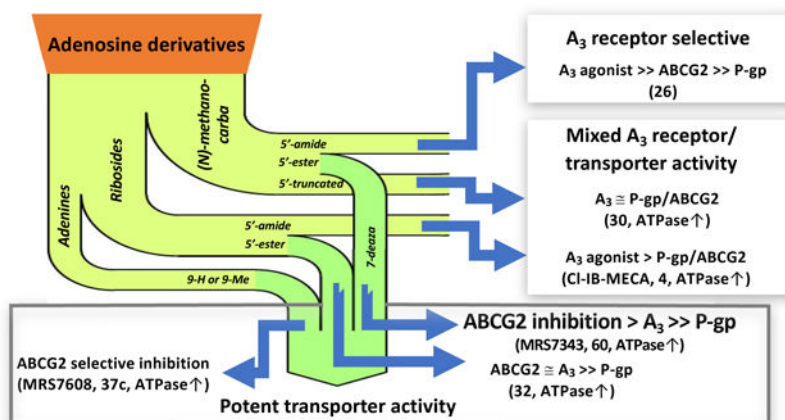 Adenosine derivatives
Adenines
Ribosides
(N)-methano-
carba
5'-amide
5'-ester
5'-truncated
5'-amide
5'-ester
9-H or 9-Me
7-deaza
A₃ receptor selective
A₃ agonist >> ABCG2 >> P-gp
(26)
Mixed A₃ receptor/
transporter activity
A₃ ≅ P-gp/ABCG2
(30, ATPase↑)
A₃ agonist > P-gp/ABCG2
(Cl-IB-MECA, 4, ATPase↑)
ABCG2 selective inhibition
(MRS7608, 37c, ATPase↑)
ABCG2 inhibition > A₃ >> P-gp
(MRS7343, 60, ATPase↑)
ABCG2 ≅ A₃ >> P-gp
(32, ATPase↑)
Potent transporter activity